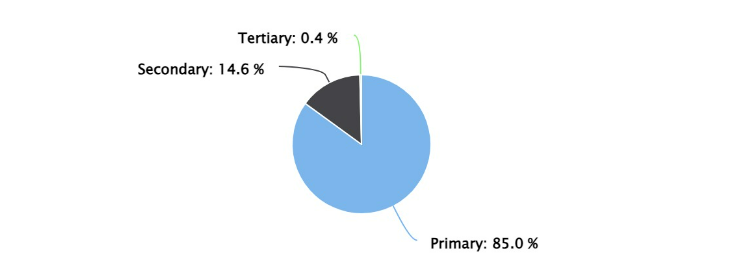 Tertiary: 0.4 %
Secondary: 14.6 %
Primary: 85.0 %